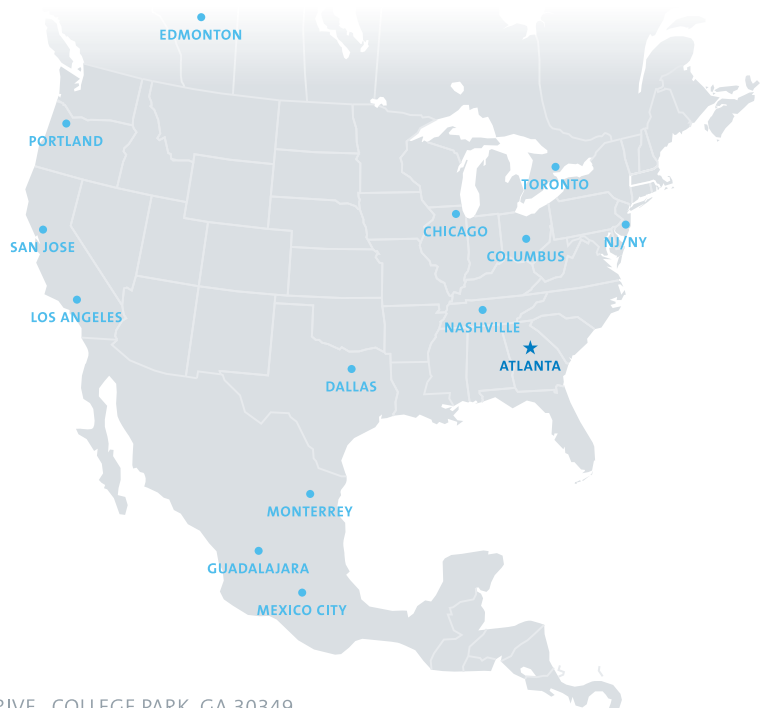 EDMONTON
PORTLAND
TORONTO
CHICAGO
NJ/NY
SAN JOSE
COLUMBUS
LOS ANGELES
NASHVILLE
ATLANTA
DALLAS
MONTERREY
GUADALAJARA
MEXICO CITY
COLLEGE PARK, GA 30349